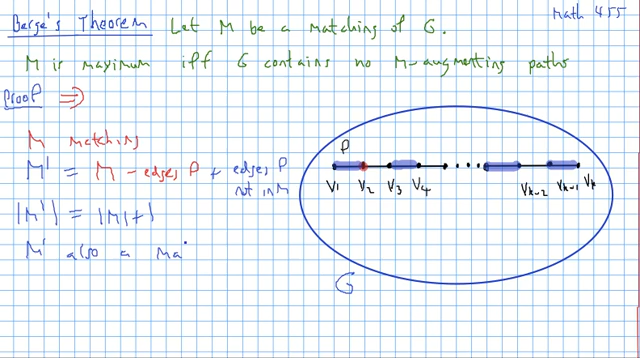 Berge's Theorem Let M be a matching of G.
Math 455
M is maximum iff G contains no M-augmenting paths
Proof ⇒)
M matching
M' = M - edges P + edges P
not in M
|M'| = |M| + 1
M' also a ma
P
V1 V2 V3 V4 Vk-2 Vk-1 Vk
G